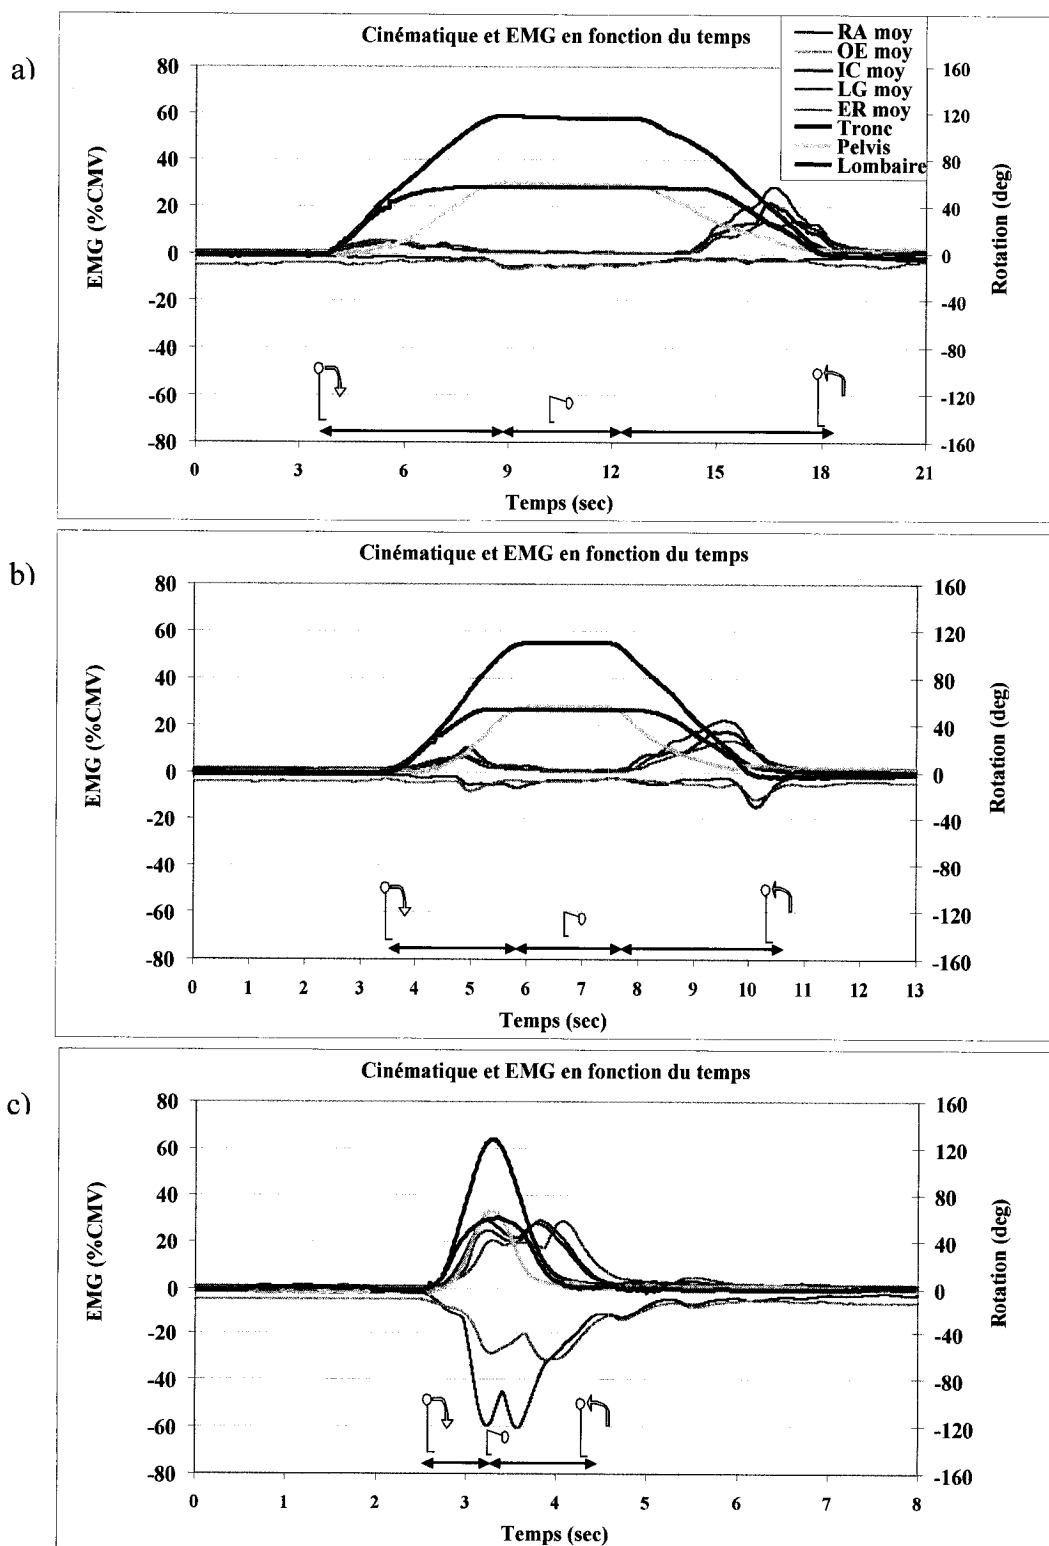 a)
Cinématique et EMG en fonction du temps
RA moy
OE moy
IC moy
LG moy
ER moy
Tronc
Pelvis
Lombaire
EMG (%CMV)
80
60
40
20
0
-20
-40
-60
-80
160
120
80
40
0
-40
-80
-120
-160
Rotation (deg)
0 3 6 9 12 15 18 21
Temps (sec)
b)
Cinématique et EMG en fonction du temps
EMG (%CMV)
80
60
40
20
0
-20
-40
-60
-80
160
120
80
40
0
-40
-80
-120
-160
Rotation (deg)
0 1 2 3 4 5 6 7 8 9 10 11 12 13
Temps (sec)
c)
Cinématique et EMG en fonction du temps
EMG (%CMV)
80
60
40
20
0
-20
-40
-60
-80
160
120
80
40
0
-40
-80
-120
-160
Rotation (deg)
0 1 2 3 4 5 6 7 8
Temps (sec)